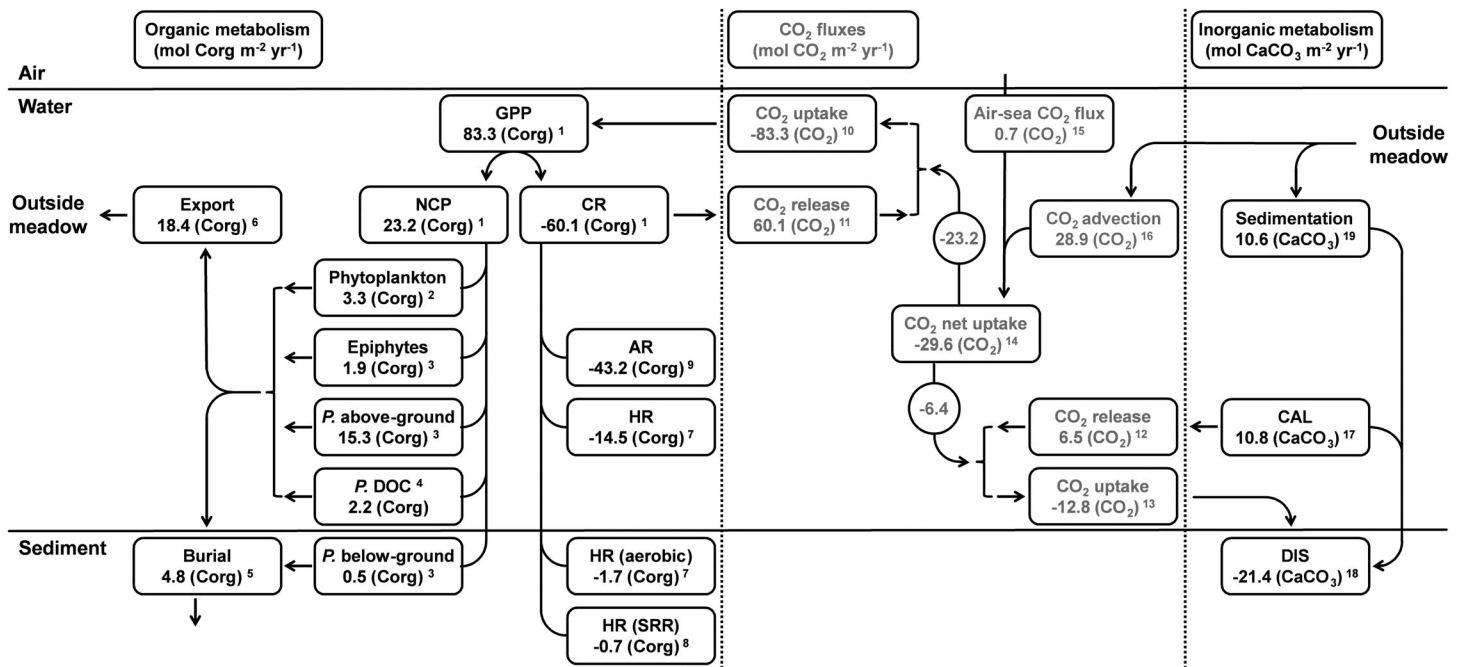 Organic metabolism
(mol Corg m⁻² yr⁻¹)
CO₂ fluxes
(mol CO₂ m⁻² yr⁻¹)
Inorganic metabolism
(mol CaCO₃ m⁻² yr⁻¹)
Air
Water
GPP
83.3 (Corg) ¹
CO₂ uptake
-83.3 (CO₂) ¹⁰
Air-sea CO₂ flux
0.7 (CO₂) ¹⁵
Outside
meadow
Outside
meadow
Export
18.4 (Corg) ⁶
NCP
23.2 (Corg) ¹
CR
-60.1 (Corg) ¹
CO₂ release
60.1 (CO₂) ¹¹
-23.2
CO₂ advection
28.9 (CO₂) ¹⁶
Sedimentation
10.6 (CaCO₃) ¹⁹
Phytoplankton
3.3 (Corg) ²
CO₂ net uptake
-29.6 (CO₂) ¹⁴
Epiphytes
1.9 (Corg) ³
AR
-43.2 (Corg) ⁹
-6.4
P. above-ground
15.3 (Corg) ³
HR
-14.5 (Corg) ⁷
CO₂ release
6.5 (CO₂) ¹²
CAL
10.8 (CaCO₃) ¹⁷
P. DOC ⁴
2.2 (Corg)
CO₂ uptake
-12.8 (CO₂) ¹³
Sediment
Burial
4.8 (Corg) ⁵
P. below-ground
0.5 (Corg) ³
HR (aerobic)
-1.7 (Corg) ⁷
DIS
-21.4 (CaCO₃) ¹⁸
HR (SRR)
-0.7 (Corg) ⁸